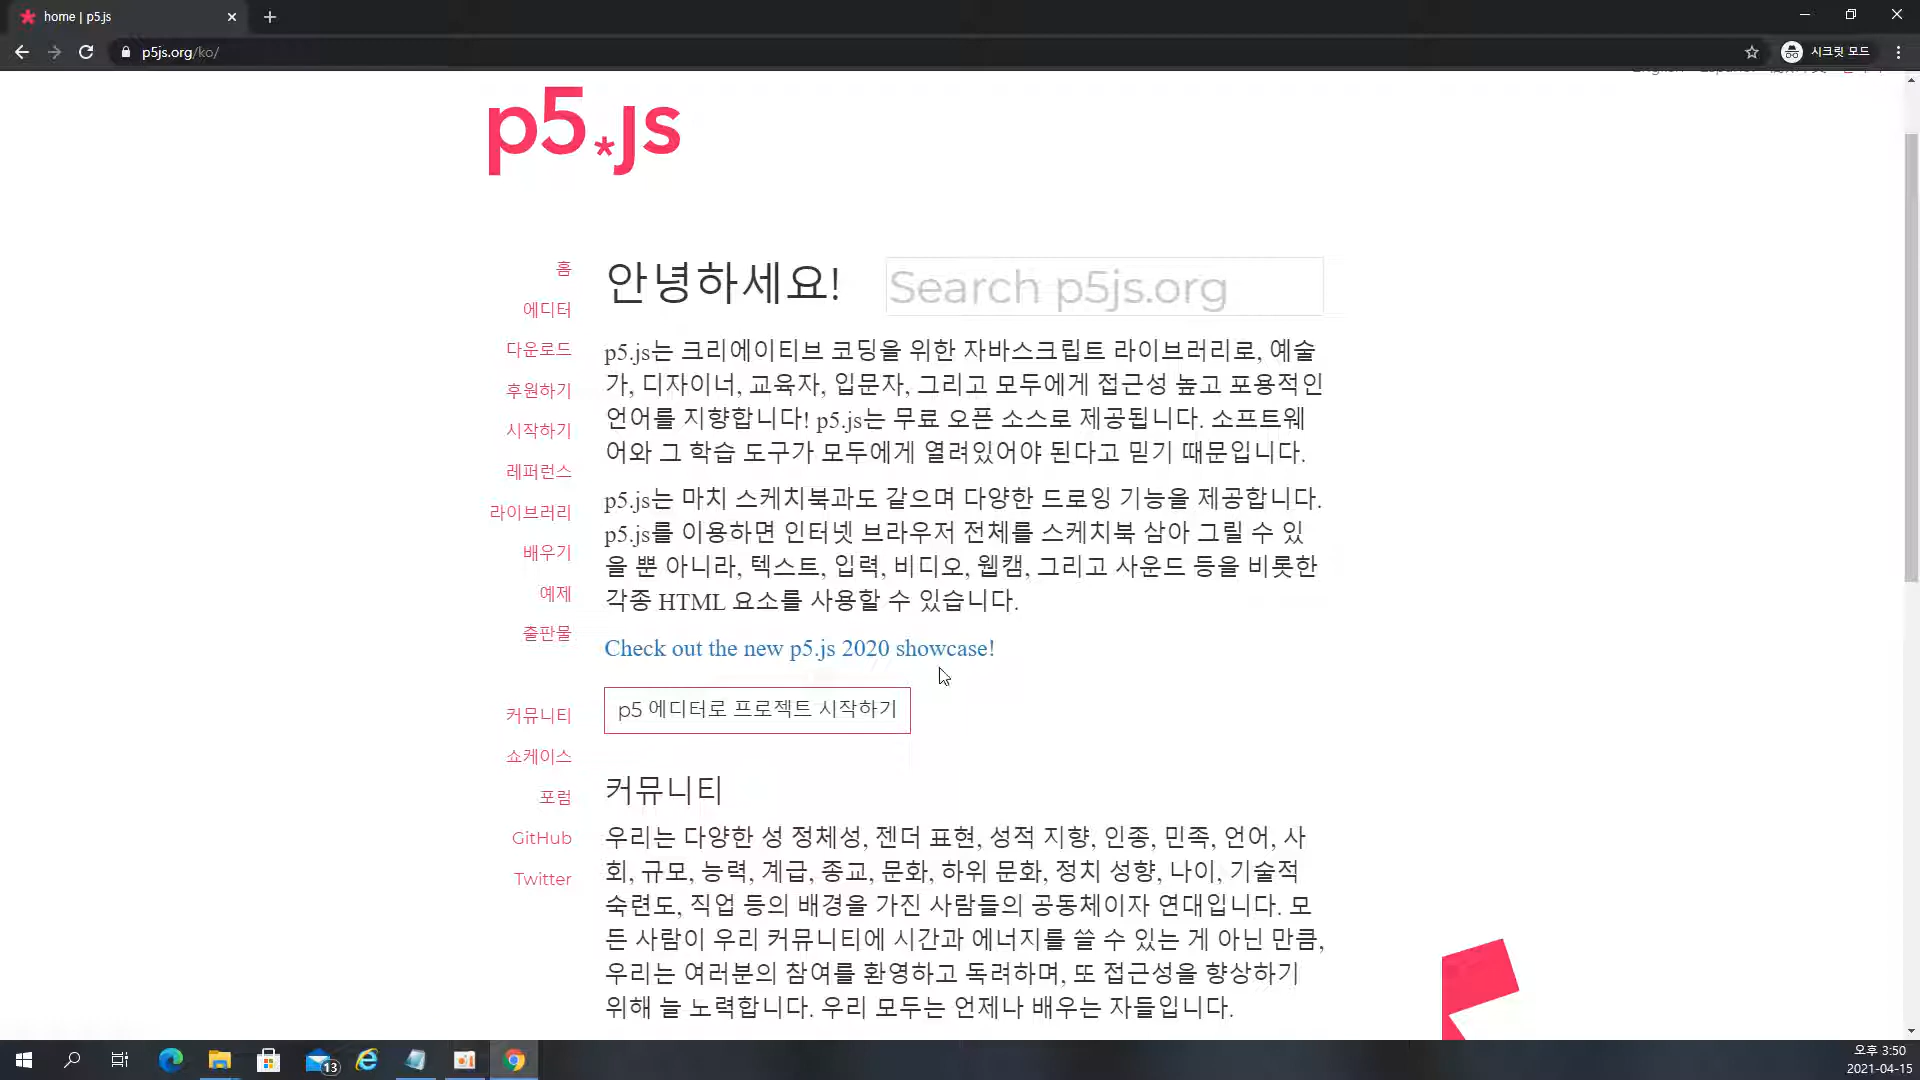 home | p5.js
p5js.org/ko/
시크릿 모드
p5.js
홈
에디터
다운로드
후원하기
시작하기
레퍼런스
라이브러리
배우기
예제
출판물
커뮤니티
쇼케이스
포럼
GitHub
Twitter
안녕하세요!
Search p5js.org
p5.js는 크리에이티브 코딩을 위한 자바스크립트 라이브러리로, 예술
가, 디자이너, 교육자, 입문자, 그리고 모두에게 접근성 높고 포용적인
언어를 지향합니다! p5.js는 무료 오픈 소스로 제공됩니다. 소프트웨
어와 그 학습 도구가 모두에게 열려있어야 된다고 믿기 때문입니다.
p5.js는 마치 스케치북과도 같으며 다양한 드로잉 기능을 제공합니다.
p5.js를 이용하면 인터넷 브라우저 전체를 스케치북 삼아 그릴 수 있
을 뿐 아니라, 텍스트, 입력, 비디오, 웹캠, 그리고 사운드 등을 비롯한
각종 HTML 요소를 사용할 수 있습니다.
Check out the new p5.js 2020 showcase!
p5 에디터로 프로젝트 시작하기
커뮤니티
우리는 다양한 성 정체성, 젠더 표현, 성적 지향, 인종, 민족, 언어, 사
회, 규모, 능력, 계급, 종교, 문화, 하위 문화, 정치 성향, 나이, 기술적
숙련도, 직업 등의 배경을 가진 사람들의 공동체이자 연대입니다. 모
든 사람이 우리 커뮤니티에 시간과 에너지를 쓸 수 있는 게 아닌 만큼,
우리는 여러분의 참여를 환영하고 독려하며, 또 접근성을 향상하기
위해 늘 노력합니다. 우리 모두는 언제나 배우는 자들입니다.
13
오후 3:50
2021-04-15